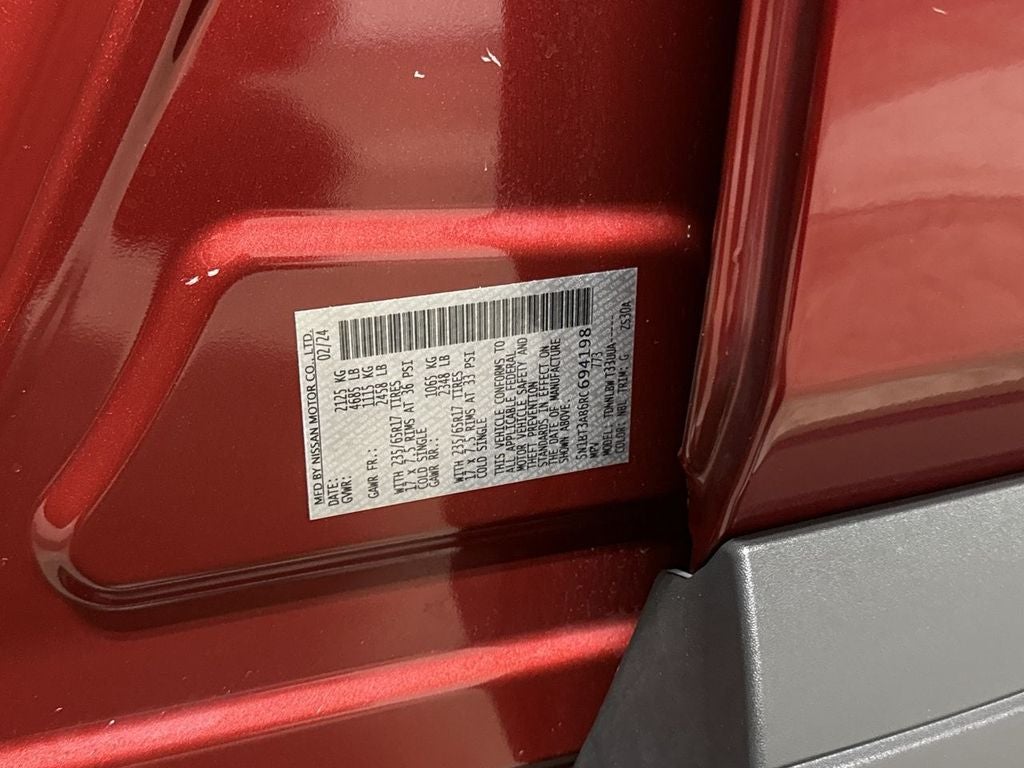 MFD BY NISSAN MOTOR CO., LTD.
DATE: 02/24
GVWR: 2125 KG
4685 LB
GAWR FR.: 1115 KG
2458 LB
WITH 235/65R17 TIRES
17 x 7.5 RIMS AT 36 PSI
COLD SINGLE
GAWR RR.: 1065 KG
2348 LB
WITH 235/65R17 TIRES
17 x 7.5 RIMS AT 33 PSI
COLD SINGLE
THIS VEHICLE CONFORMS TO
ALL APPLICABLE FEDERAL
MOTOR VEHICLE SAFETY AND
THEFT PREVENTION
STANDARDS IN EFFECT ON
THE DATE OF MANUFACTURE
SHOWN ABOVE.
5N1BT3AB6RC694198
MPV 773
MODEL:
COLOR: NBL TRIM: G ZS30A